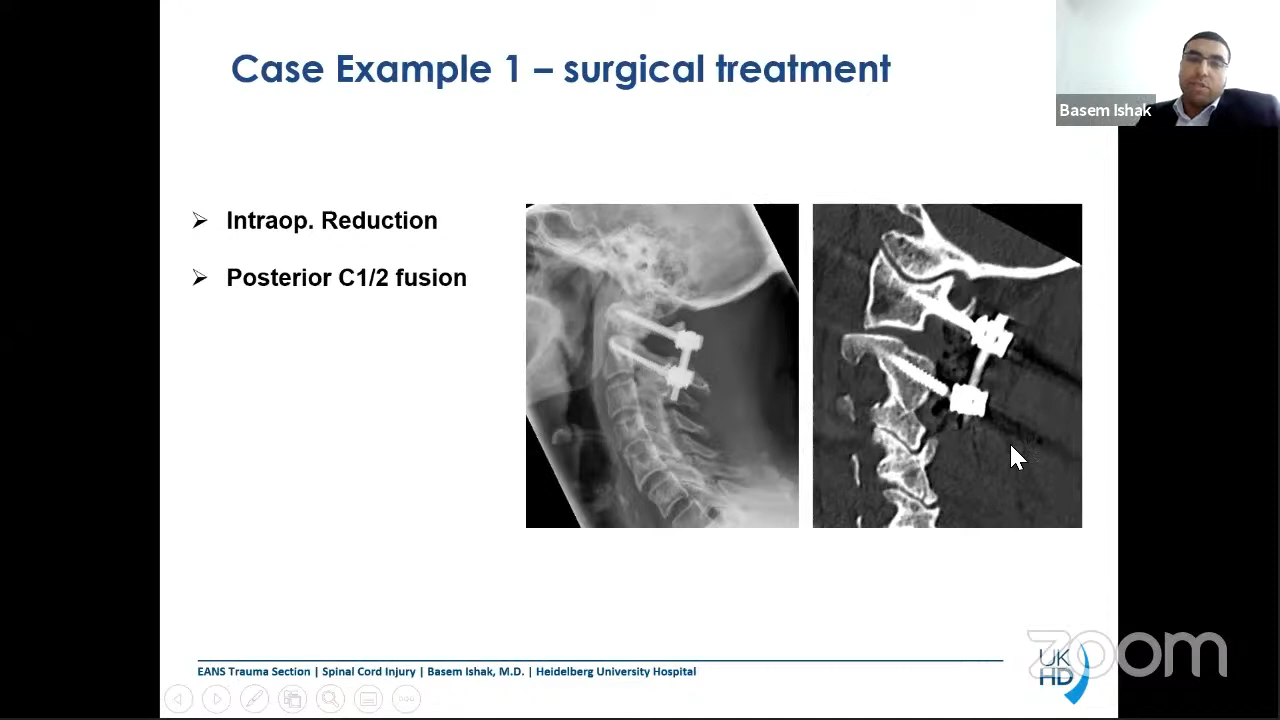 Case Example 1 – surgical treatment
Basem Ishak
➢ Intraop. Reduction
➢ Posterior C1/2 fusion
EANS Trauma Section | Spinal Cord Injury | Basem Ishak, M.D. | Heidelberg University Hospital
UK
HD
zoom